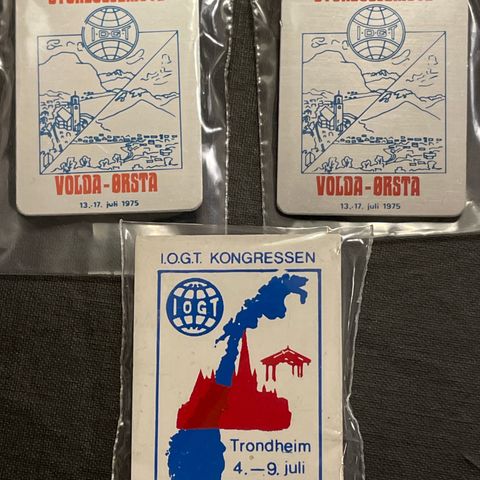 IOGT
VOLDA-ØRSTA
13.-17. juli 1975
IOGT
VOLDA-ØRSTA
13.-17. juli 1975
I.O.G.T. KONGRESSEN
IOGT
Trondheim
4.—9. juli